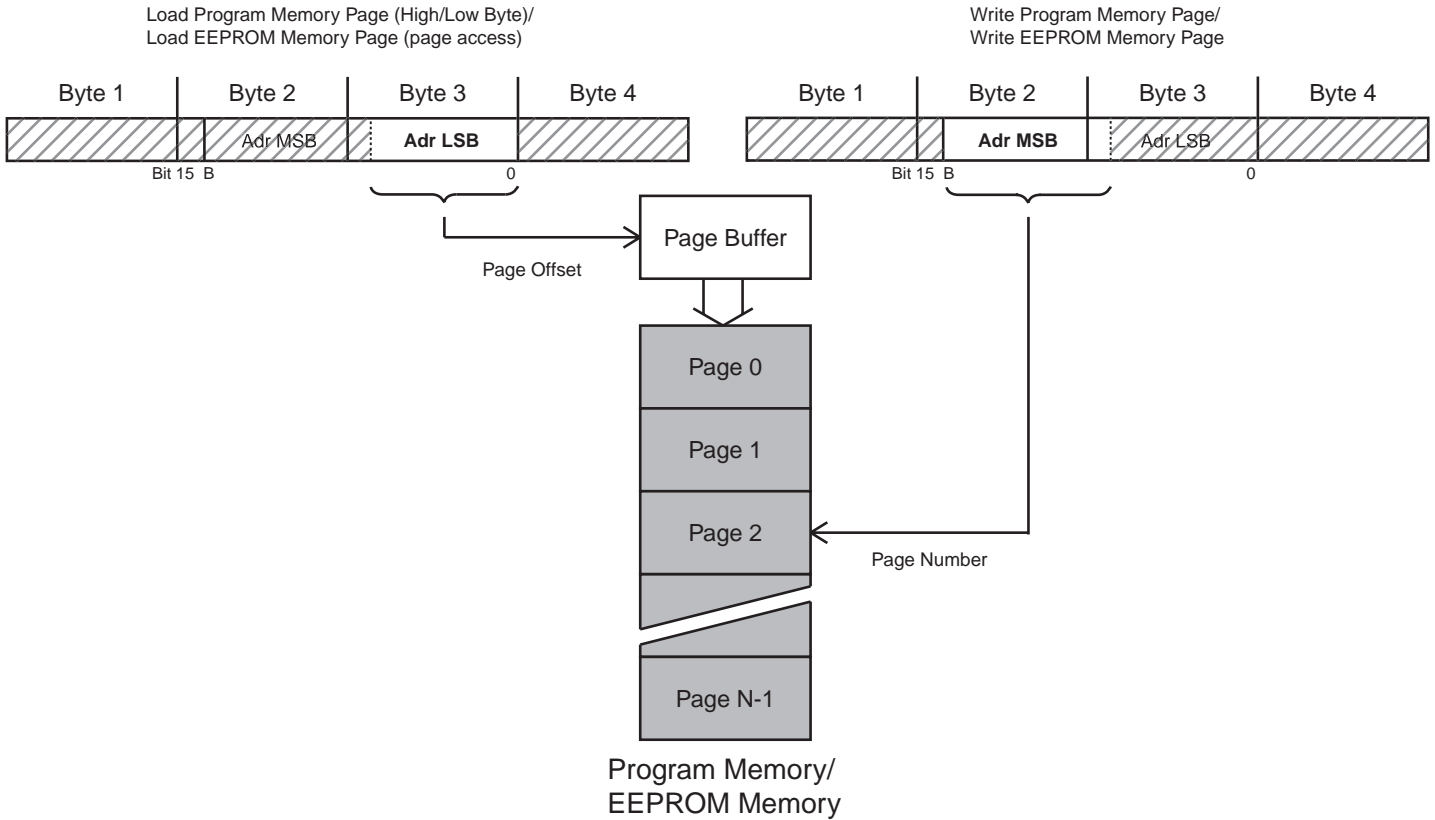 Load Program Memory Page (High/Low Byte)/
Load EEPROM Memory Page (page access)
Write Program Memory Page/
Write EEPROM Memory Page
Byte 1 Byte 2 Byte 3 Byte 4
Byte 1 Byte 2 Byte 3 Byte 4
Adr MSB Adr LSB
Adr MSB Adr LSB
Bit 15 B 0
Bit 15 B 0
Page Buffer
Page Offset
Page 0
Page 1
Page 2
Page Number
Page N-1
Program Memory/
EEPROM Memory